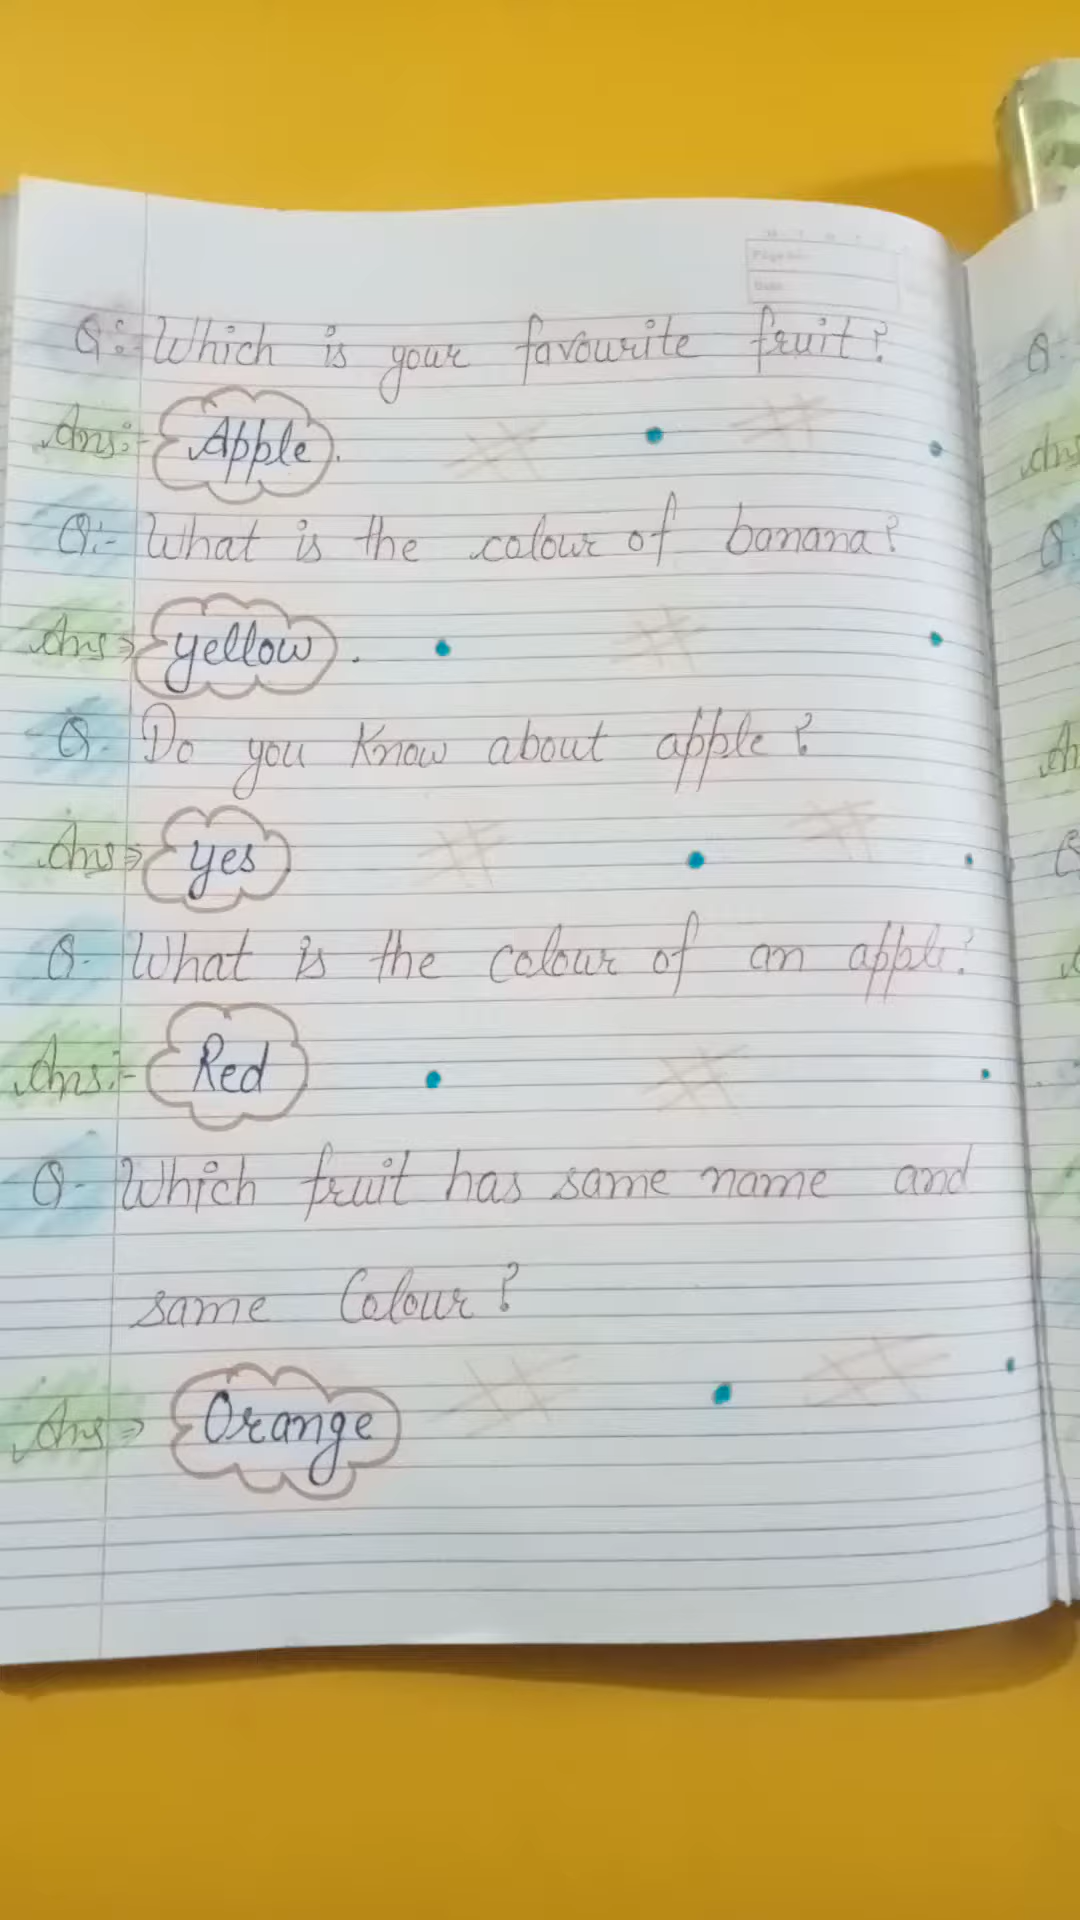 Q:- Which is your favourite fruit?
Ans:- Apple.
Q:- What is the colour of banana?
Ans ⇒ yellow.
Q. Do you Know about apple?
Ans ⇒ yes
Q- What is the colour of an apple?
Ans:- Red
Q- Which fruit has same name and
same Colour?
Ans ⇒ Orange
Q
Ans
Q
An